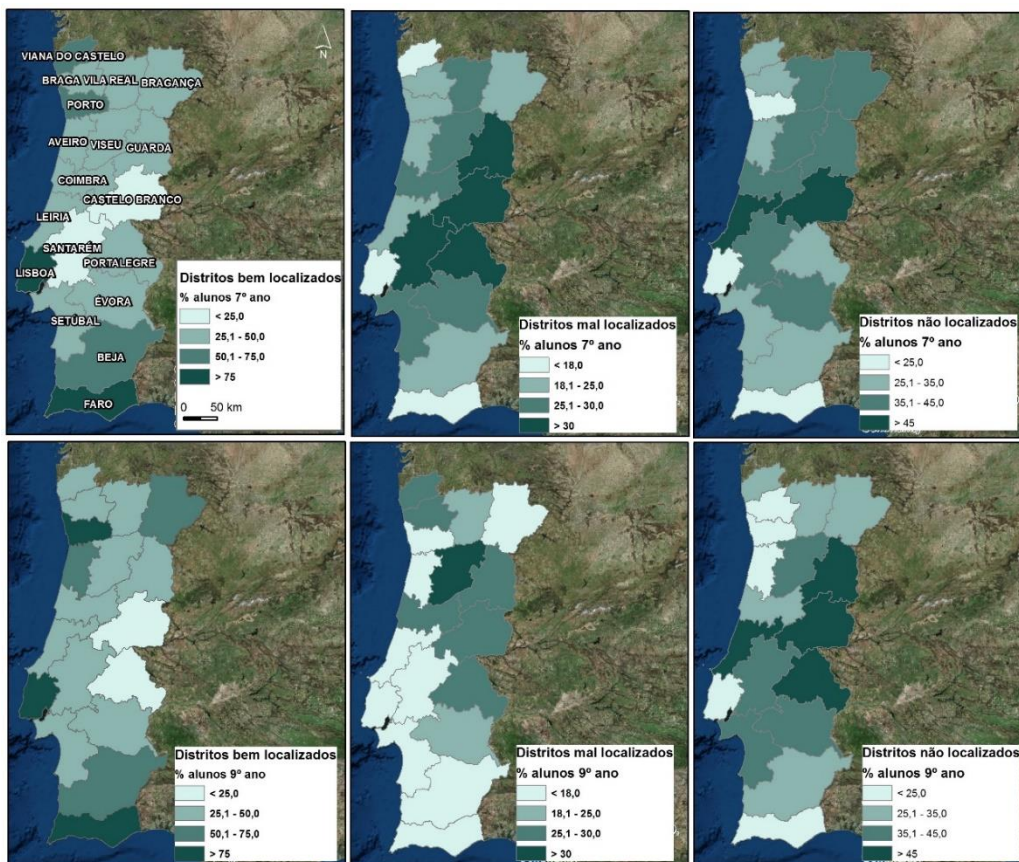 N
VIANA DO CASTELO
BRAGA VILA REAL BRAGANÇA
PORTO
AVEIRO VISEU GUARDA
COIMBRA
CASTELO BRANCO
LEIRIA
SANTARÉM
PORTALEGRE
LISBOA
ÉVORA
SETÚBAL
BEJA
FARO
0 50 km
Distritos bem localizados
% alunos 7º ano
< 25,0
25,1 - 50,0
50,1 - 75,0
> 75
Distritos mal localizados
% alunos 7º ano
< 18,0
18,1 - 25,0
25,1 - 30,0
> 30
Distritos não localizados
% alunos 7º ano
< 25,0
25,1 - 35,0
35,1 - 45,0
> 45
Distritos bem localizados
% alunos 9º ano
< 25,0
25,1 - 50,0
50,1 - 75,0
> 75
Distritos mal localizados
% alunos 9º ano
< 18,0
18,1 - 25,0
25,1 - 30,0
> 30
Distritos não localizados
% alunos 9º ano
< 25,0
25,1 - 35,0
35,1 - 45,0
> 45